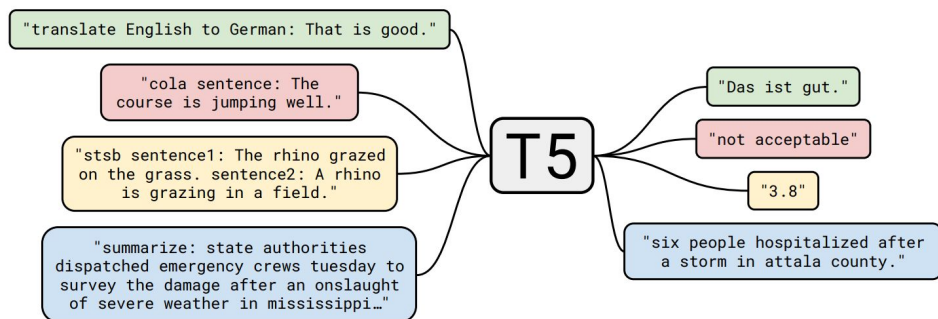 "translate English to German: That is good."
"cola sentence: The
course is jumping well."
"stsb sentence1: The rhino grazed
on the grass. sentence2: A rhino
is grazing in a field."
"summarize: state authorities
dispatched emergency crews tuesday to
survey the damage after an onslaught
of severe weather in mississippi…"
T5
"Das ist gut."
"not acceptable"
"3.8"
"six people hospitalized after
a storm in attala county."